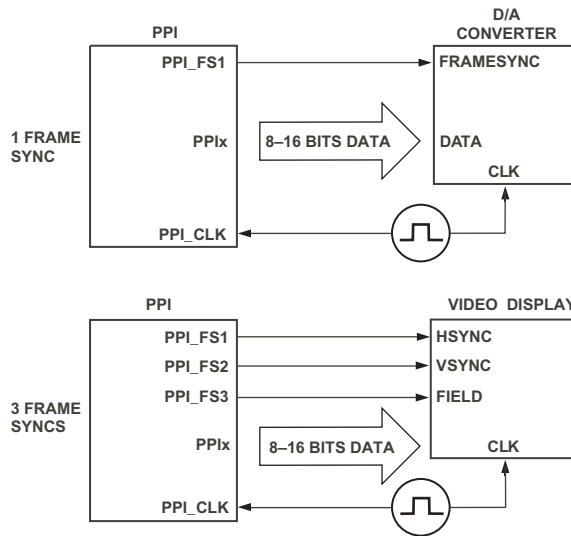 PPI
D/A
CONVERTER
PPI_FS1
FRAMESYNC
1 FRAME
SYNC
PPIx
8–16 BITS DATA
DATA
CLK
PPI_CLK
PPI
VIDEO DISPLAY
PPI_FS1
HSYNC
PPI_FS2
VSYNC
PPI_FS3
FIELD
3 FRAME
SYNCS
PPIx
8–16 BITS DATA
CLK
PPI_CLK